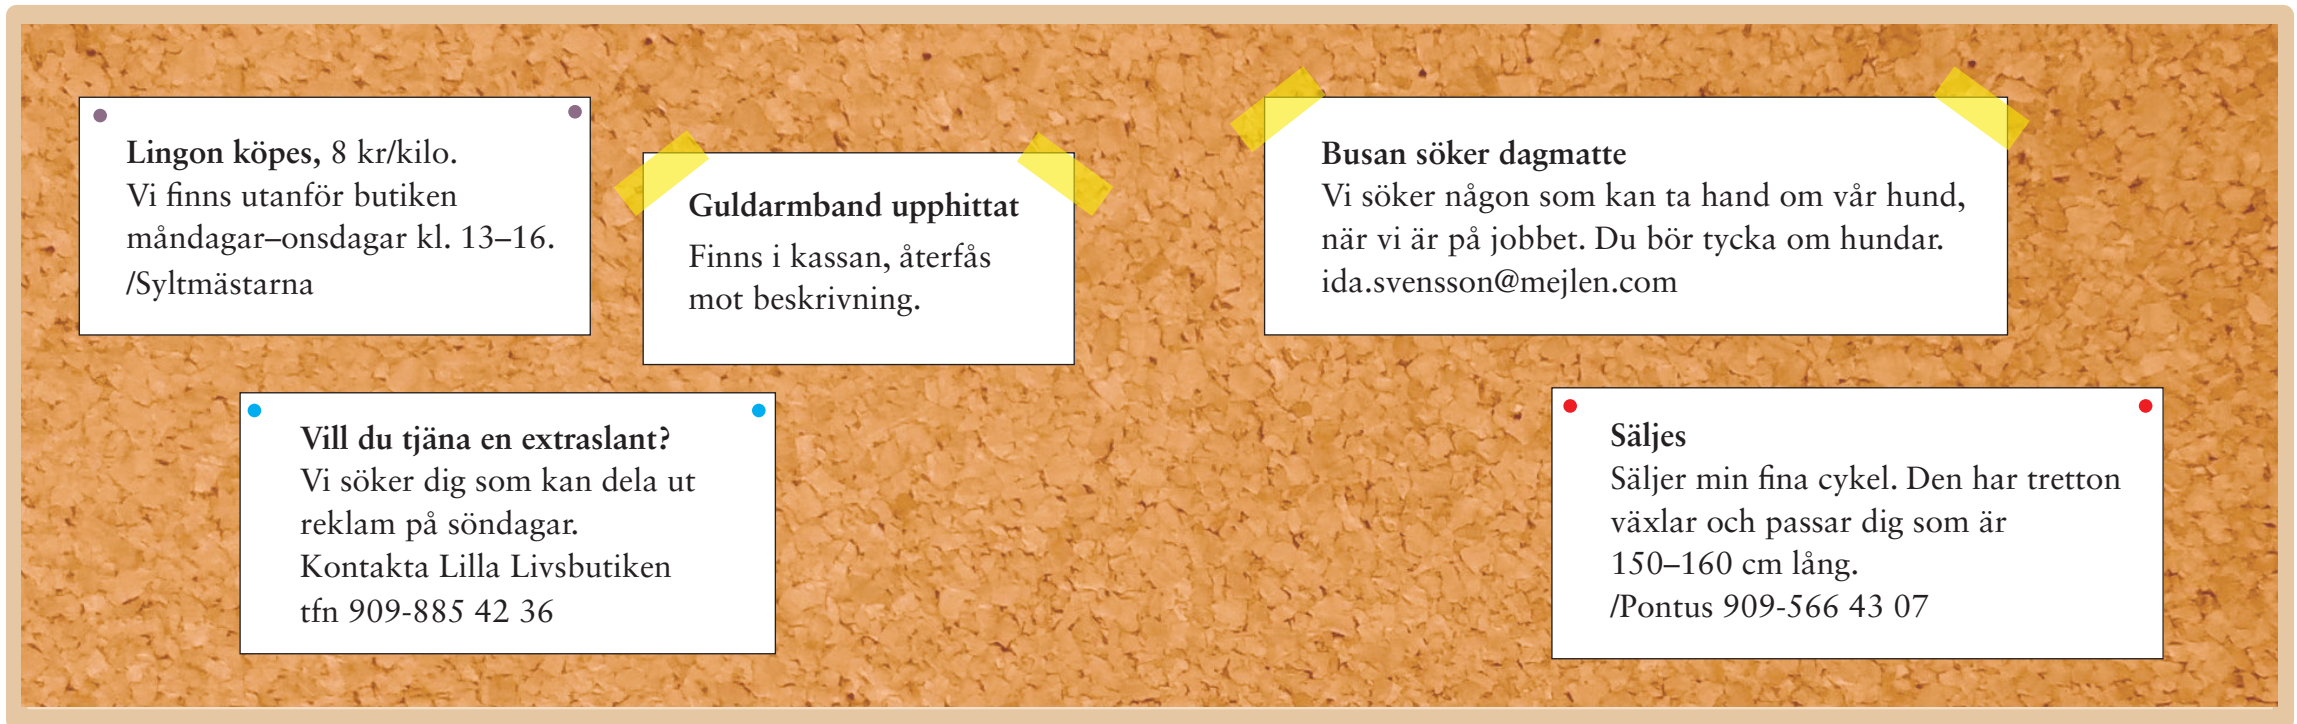 Lingon köpes, 8 kr/kilo.
Vi finns utanför butiken
måndagar–onsdagar kl. 13–16.
/Syltmästarna
Guldarmband upphittat
Finns i kassan, återfås
mot beskrivning.
Busan söker dagmatte
Vi söker någon som kan ta hand om vår hund,
när vi är på jobbet. Du bör tycka om hundar.
ida.svensson@mejlen.com
Vill du tjäna en extraslant?
Vi söker dig som kan dela ut
reklam på söndagar.
Kontakta Lilla Livsbutiken
tfn 909-885 42 36
Säljes
Säljer min fina cykel. Den har tretton
växlar och passar dig som är
150–160 cm lång.
/Pontus 909-566 43 07